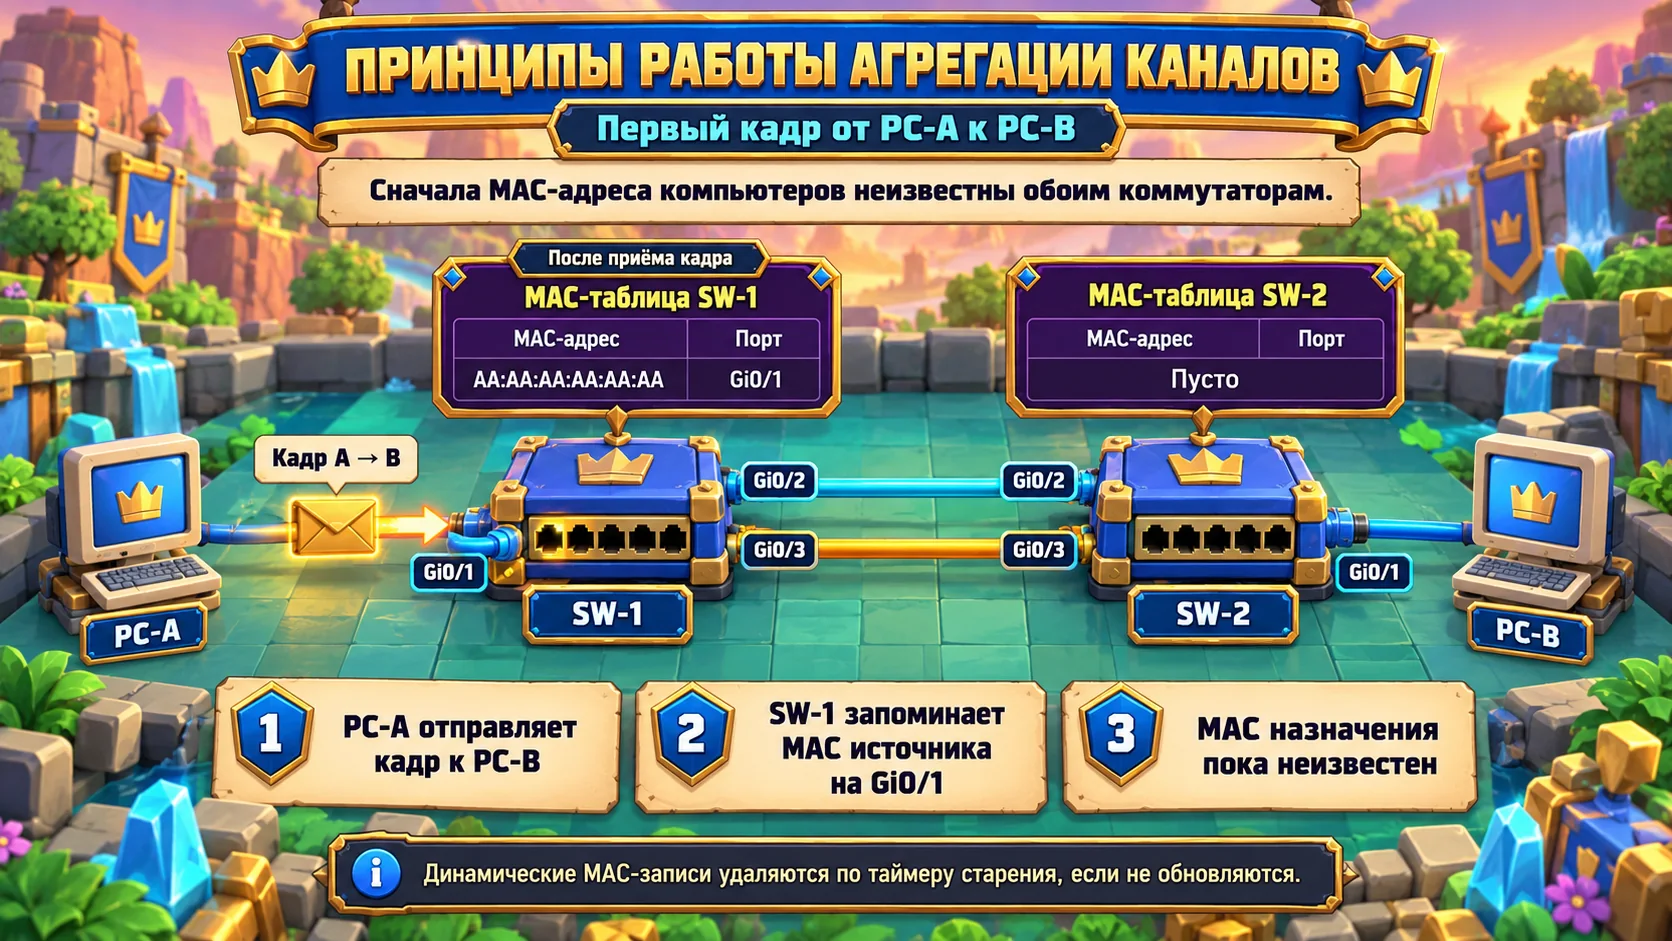 ПРИНЦИПЫ РАБОТЫ АГРЕГАЦИИ КАНАЛОВ
Первый кадр от PC-A к PC-B
Сначала MAC-адреса компьютеров неизвестны обоим коммутаторам.
После приёма кадра
MAC-таблица SW-1
MAC-адрес Порт
AA:AA:AA:AA:AA:AA Gi0/1
MAC-таблица SW-2
MAC-адрес Порт
Пусто
Кадр A → B
Gi0/1
Gi0/2
Gi0/3
Gi0/2
Gi0/3
Gi0/1
PC-A
SW-1
SW-2
PC-B
1
PC-A отправляет
кадр к PC-B
2
SW-1 запоминает
MAC источника
на Gi0/1
3
MAC назначения
пока неизвестен
i
Динамические MAC-записи удаляются по таймеру старения, если не обновляются.